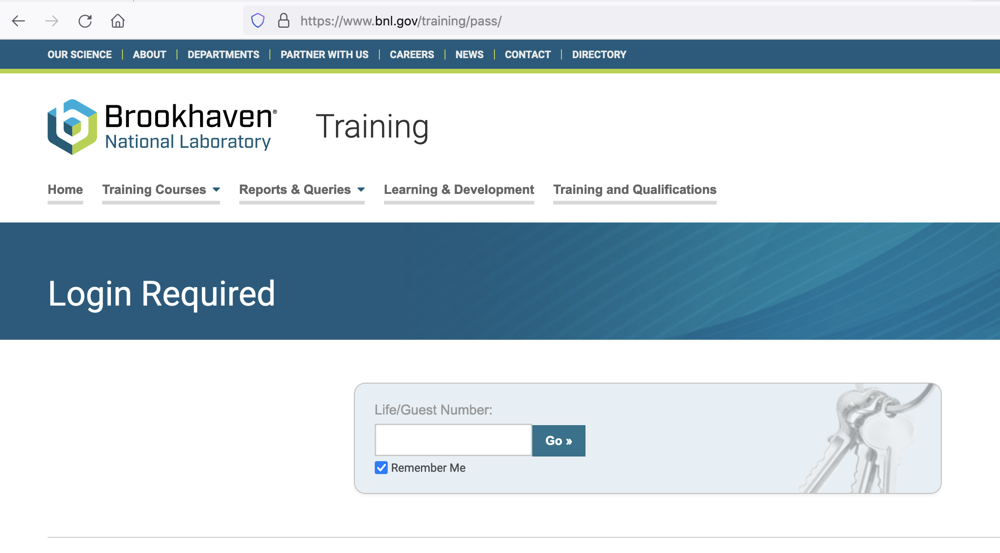 https://www.bnl.gov/training/pass/
OUR SCIENCE | ABOUT | DEPARTMENTS | PARTNER WITH US | CAREERS | NEWS | CONTACT | DIRECTORY
Brookhaven®
National Laboratory
Training
Home Training Courses Reports & Queries Learning & Development Training and Qualifications
Login Required
Life/Guest Number:
Go »
Remember Me